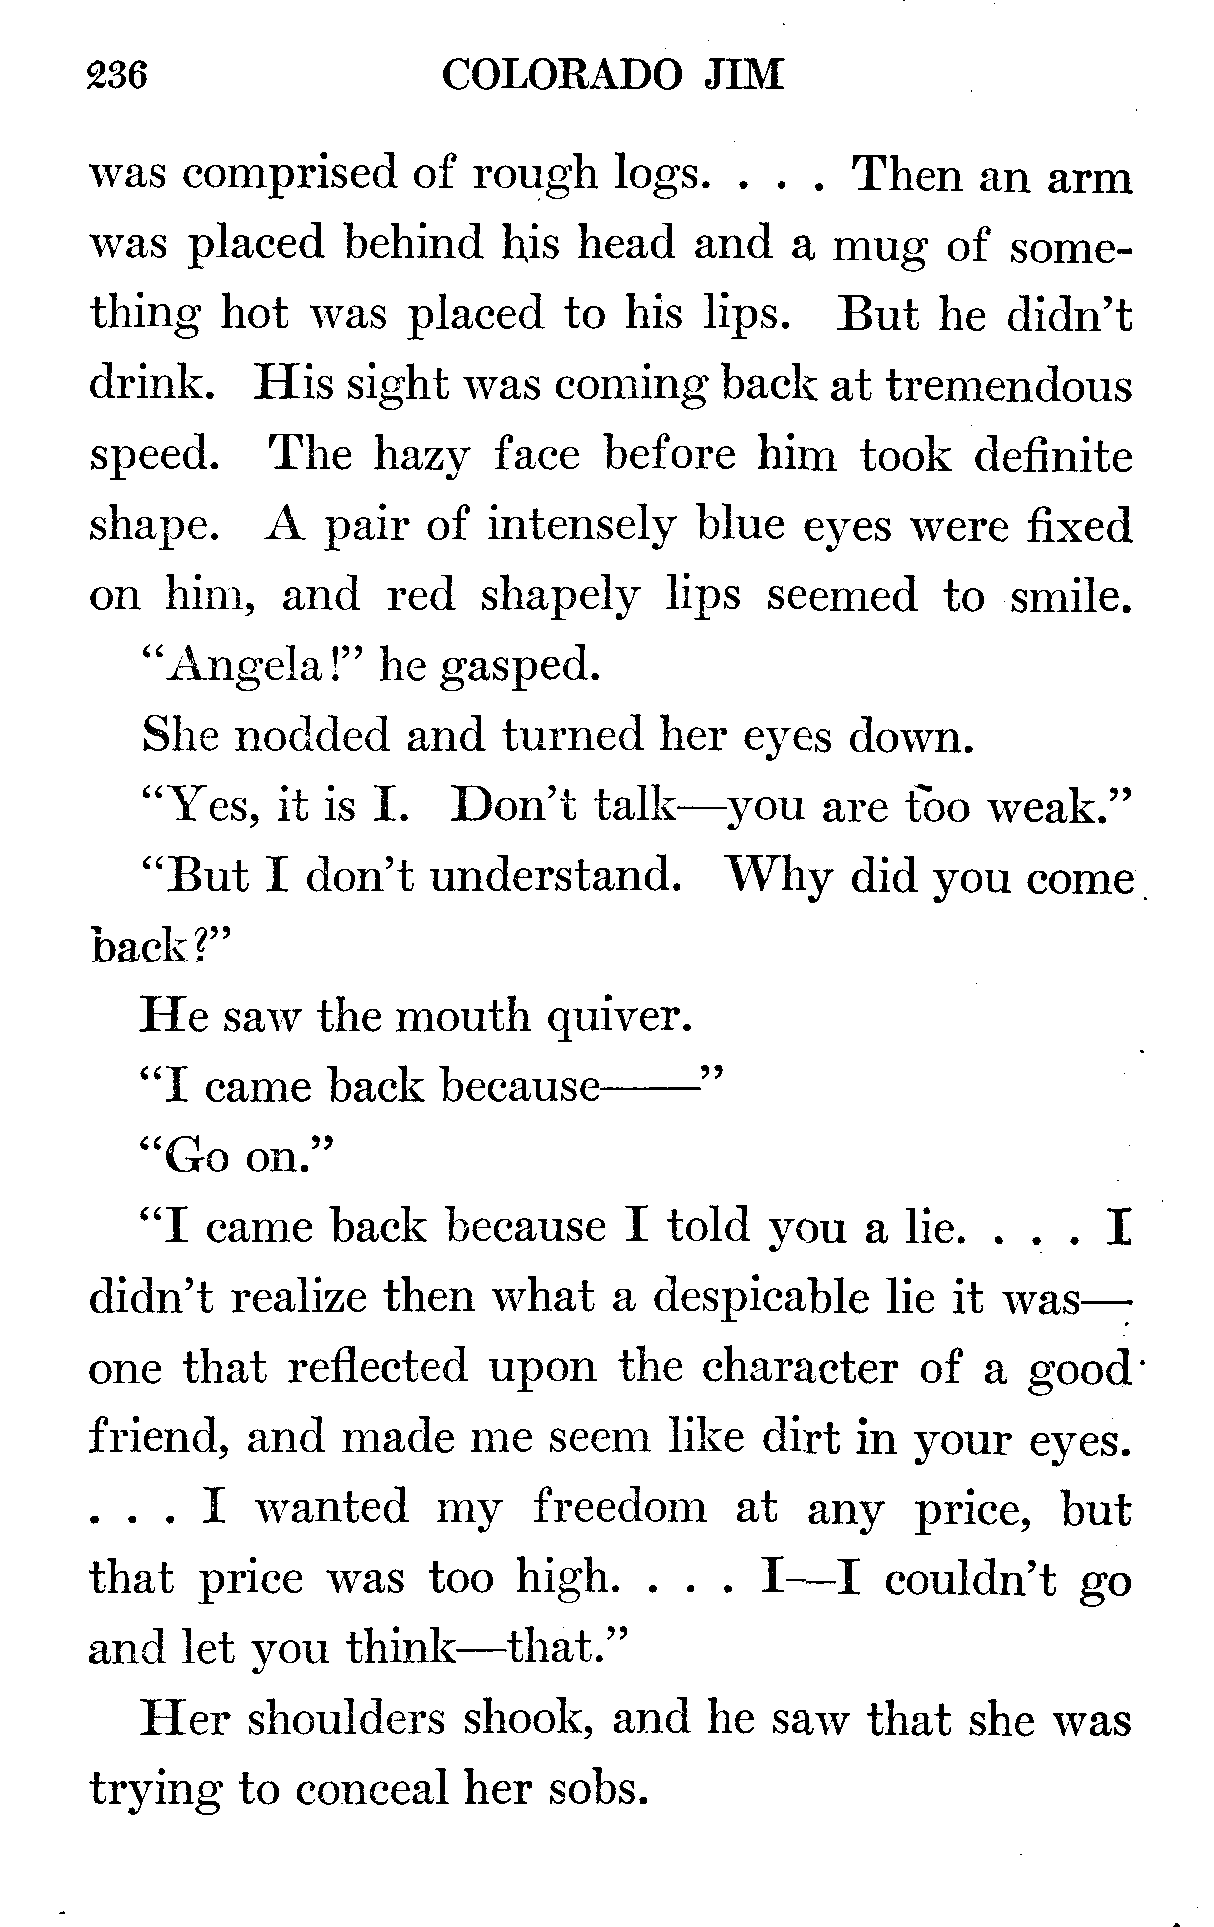 236 COLORADO JIM
was comprised of rough logs. . . . Then an arm
was placed behind his head and a mug of some-
thing hot was placed to his lips. But he didn't
drink. His sight was coming back at tremendous
speed. The hazy face before him took definite
shape. A pair of intensely blue eyes were fixed
on him, and red shapely lips seemed to smile.
"Angela!" he gasped.
She nodded and turned her eyes down.
"Yes, it is I. Don't talk—you are too weak."
"But I don't understand. Why did you come
back?"
He saw the mouth quiver.
"I came back because——"
"Go on."
"I came back because I told you a lie. . . . I
didn't realize then what a despicable lie it was—
one that reflected upon the character of a good
friend, and made me seem like dirt in your eyes.
. . . I wanted my freedom at any price, but
that price was too high. . . . I—I couldn't go
and let you think—that."
Her shoulders shook, and he saw that she was
trying to conceal her sobs.